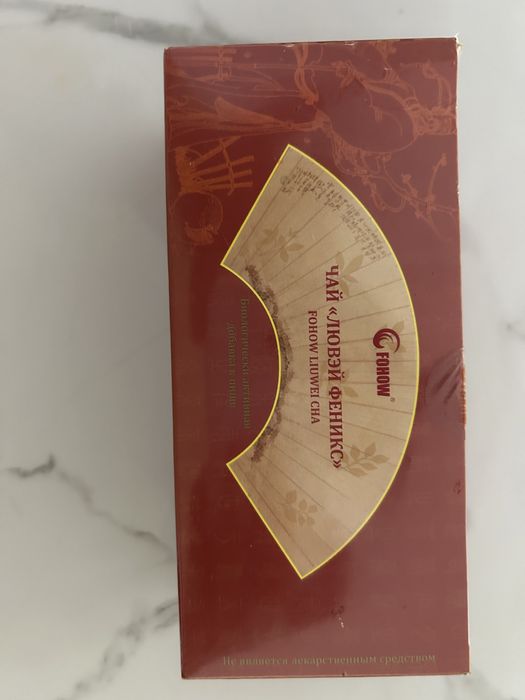 FOHOW®
ЧАЙ «ЛЮВЭЙ ФЕНИКС»
FOHOW LIUWEI CHA
Биологически активная
добавка к пище
Не является лекарственным средством